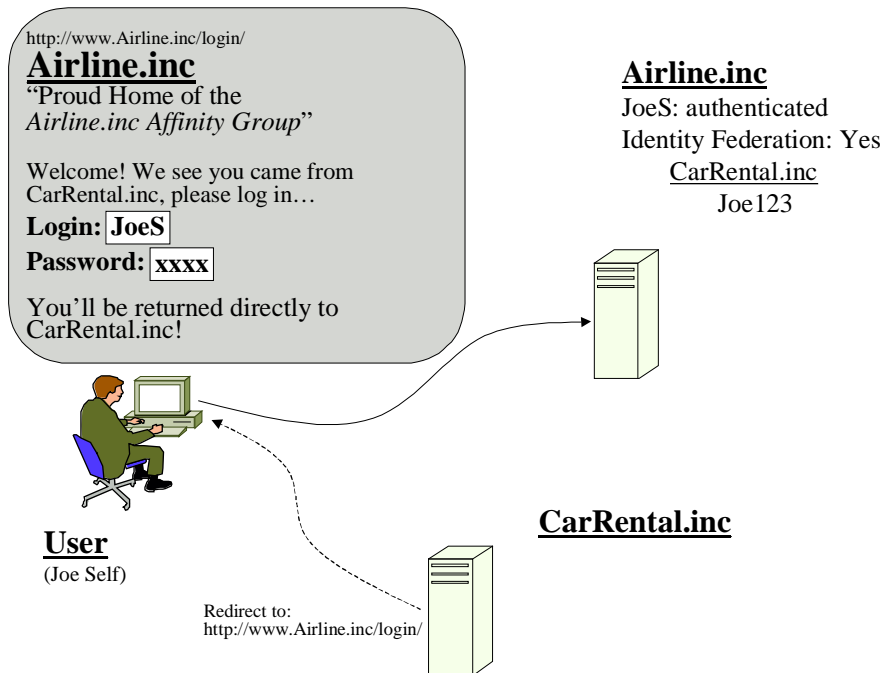 http://www.Airline.inc/login/
Airline.inc
“Proud Home of the
Airline.inc Affinity Group”
Welcome! We see you came from
CarRental.inc, please log in…
Login: JoeS
Password: xxxx
You’ll be returned directly to
CarRental.inc!
Airline.inc
JoeS: authenticated
Identity Federation: Yes
CarRental.inc
Joe123
User
(Joe Self)
CarRental.inc
Redirect to:
http://www.Airline.inc/login/